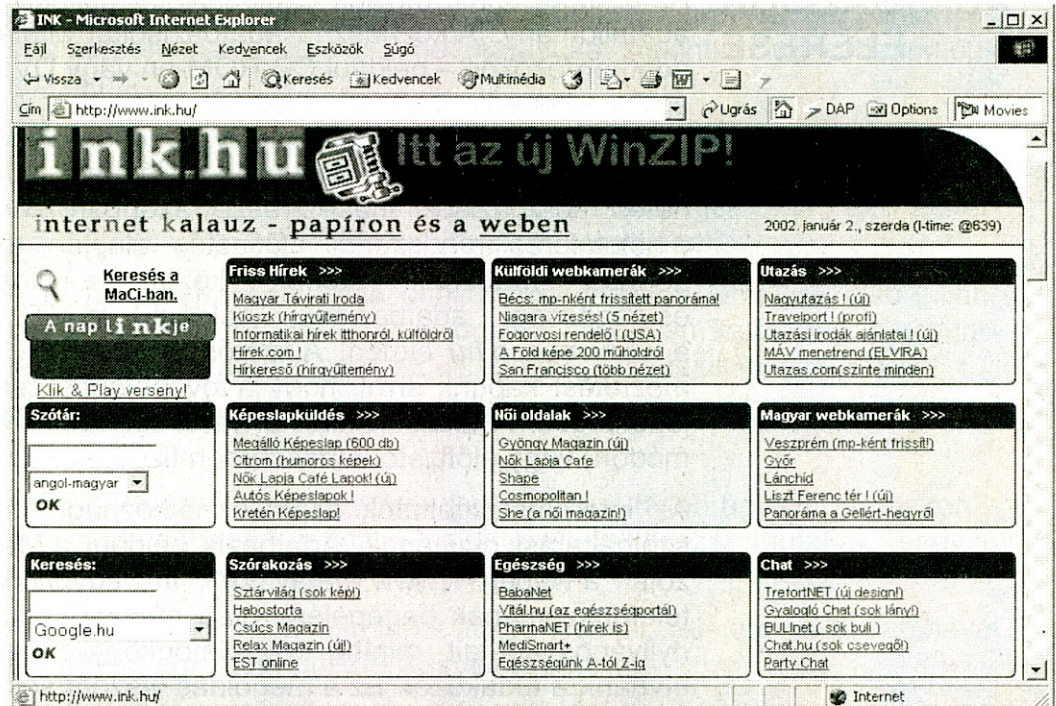 INK - Microsoft Internet Explorer
Fájl Szerkesztés Nézet Kedvencek Eszközök Súgó
Vissza Keresés Kedvencek Multimédia
Cím http://www.ink.hu/ Ugrás DAP Options Movies
ink.hu Itt az új WinZIP!
internet kalauz - papíron és a weben 2002. január 2., szerda (I-time: @639)
Keresés a
MaCi-ban.
A nap linkje
Klik & Play verseny!
Friss Hírek >>>
Magyar Távirati Iroda
Kioszk (hírgyűjtemény)
Informatikai hírek itthonról, külföldről
Hírek.com !
Hírkereső (hírgyűjtemény)
Külföldi webkamerák >>>
Bécs: mp-nként frissített panoráma!
Niagara vízesés! (5 nézet)
Fogorvosi rendelő ! (USA)
A Föld képe 200 műholdról
San Francisco (több nézet)
Utazás >>>
Nagyutazás ! (új)
Travelport ! (profi)
Utazási irodák ajánlatai ! (új)
MÁV menetrend (ELVIRA)
Utazas.com(szinte minden)
Szótár:
angol-magyar
OK
Képeslapküldés >>>
Megálló Képeslap (600 db)
Citrom (humoros képek)
Nők Lapja Café Lapok! (új)
Autós Képeslapok !
Kretén Képeslap!
Női oldalak >>>
Gyöngy Magazin (új)
Nők Lapja Cafe
Shape
Cosmopolitan !
She (a női magazin!)
Magyar webkamerák >>>
Veszprém (mp-ként frissít!)
Győr
Lánchíd
Liszt Ferenc tér ! (új)
Panoráma a Gellért-hegyről
Keresés:
Google.hu
OK
Szórakozás >>>
Sztárvilág (sok kép!)
Habostorta
Csúcs Magazin
Relax Magazin (új!)
EST online
Egészség >>>
BabaNet
Vitál.hu (az egészségportál)
PharmaNET (hírek is)
MediSmart+
Egészségünk A-tól Z-ig
Chat >>>
TrefortNET (új design!)
Gyalogló Chat (sok lány!)
BULInet ( sok buli )
Chat.hu (sok csevegő!)
Party Chat
http://www.ink.hu/ Internet